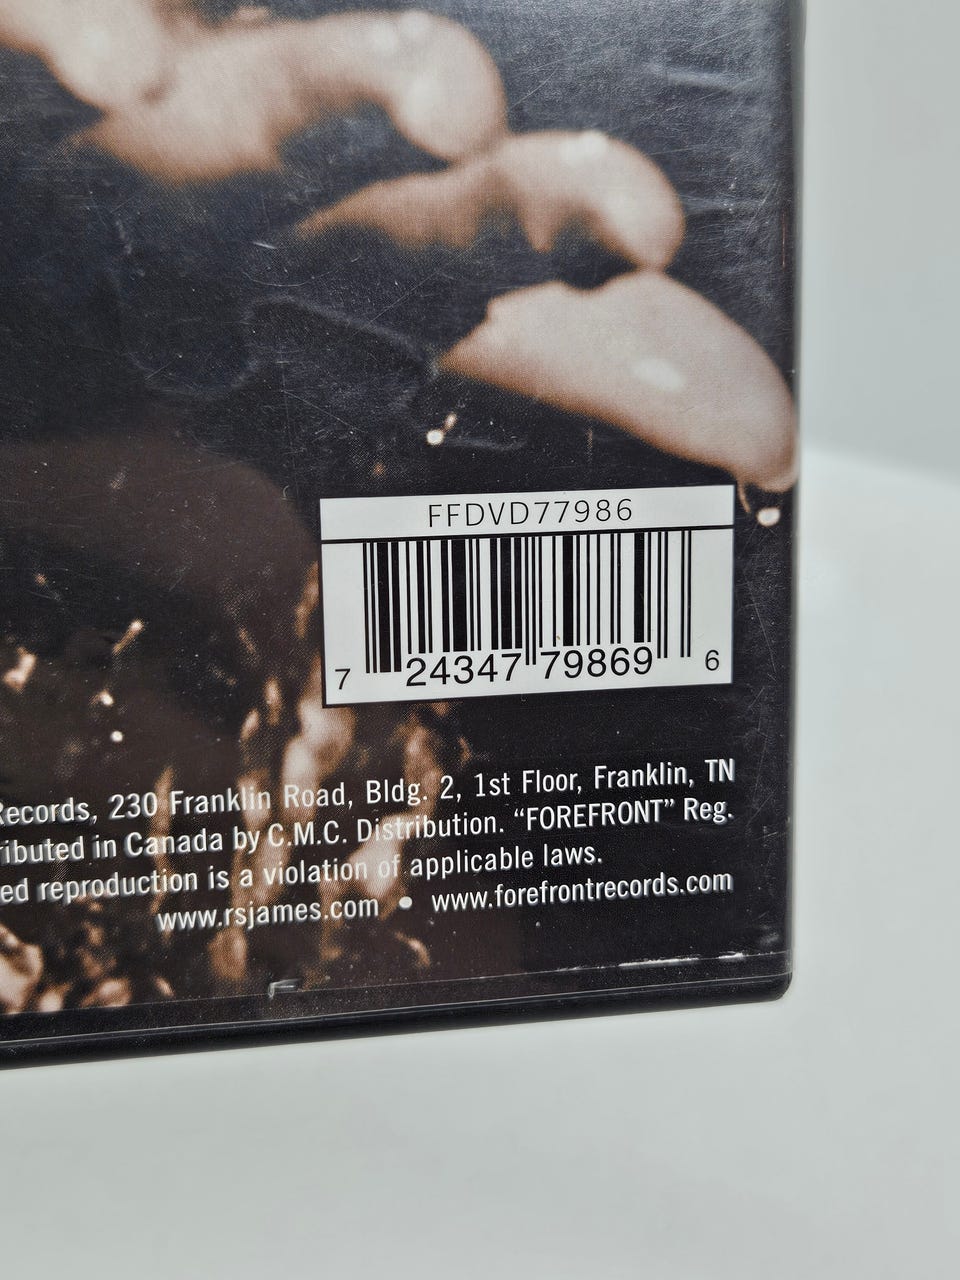 FFDVD77986
7 24347 79869 6
Records, 230 Franklin Road, Bldg. 2, 1st Floor, Franklin, TN
ributed in Canada by C.M.C. Distribution. “FOREFRONT” Reg.
ed reproduction is a violation of applicable laws.
www.rsjames.com • www.forefrontrecords.com